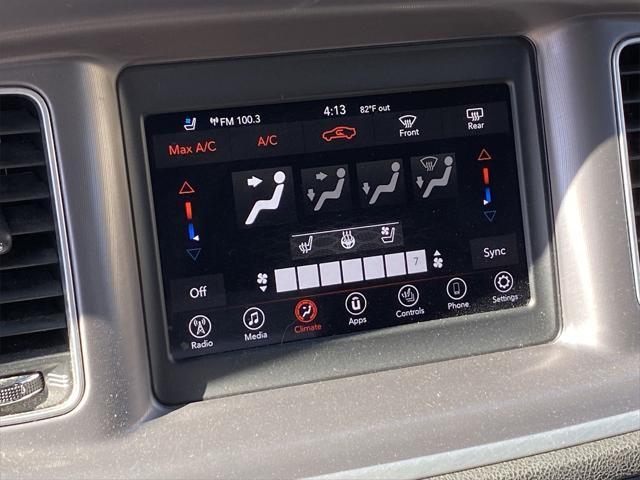 FM 100.3 4:13 82°F out
Max A/C A/C Front Rear
7
Off Sync
Radio Media Climate Apps Controls Phone Settings